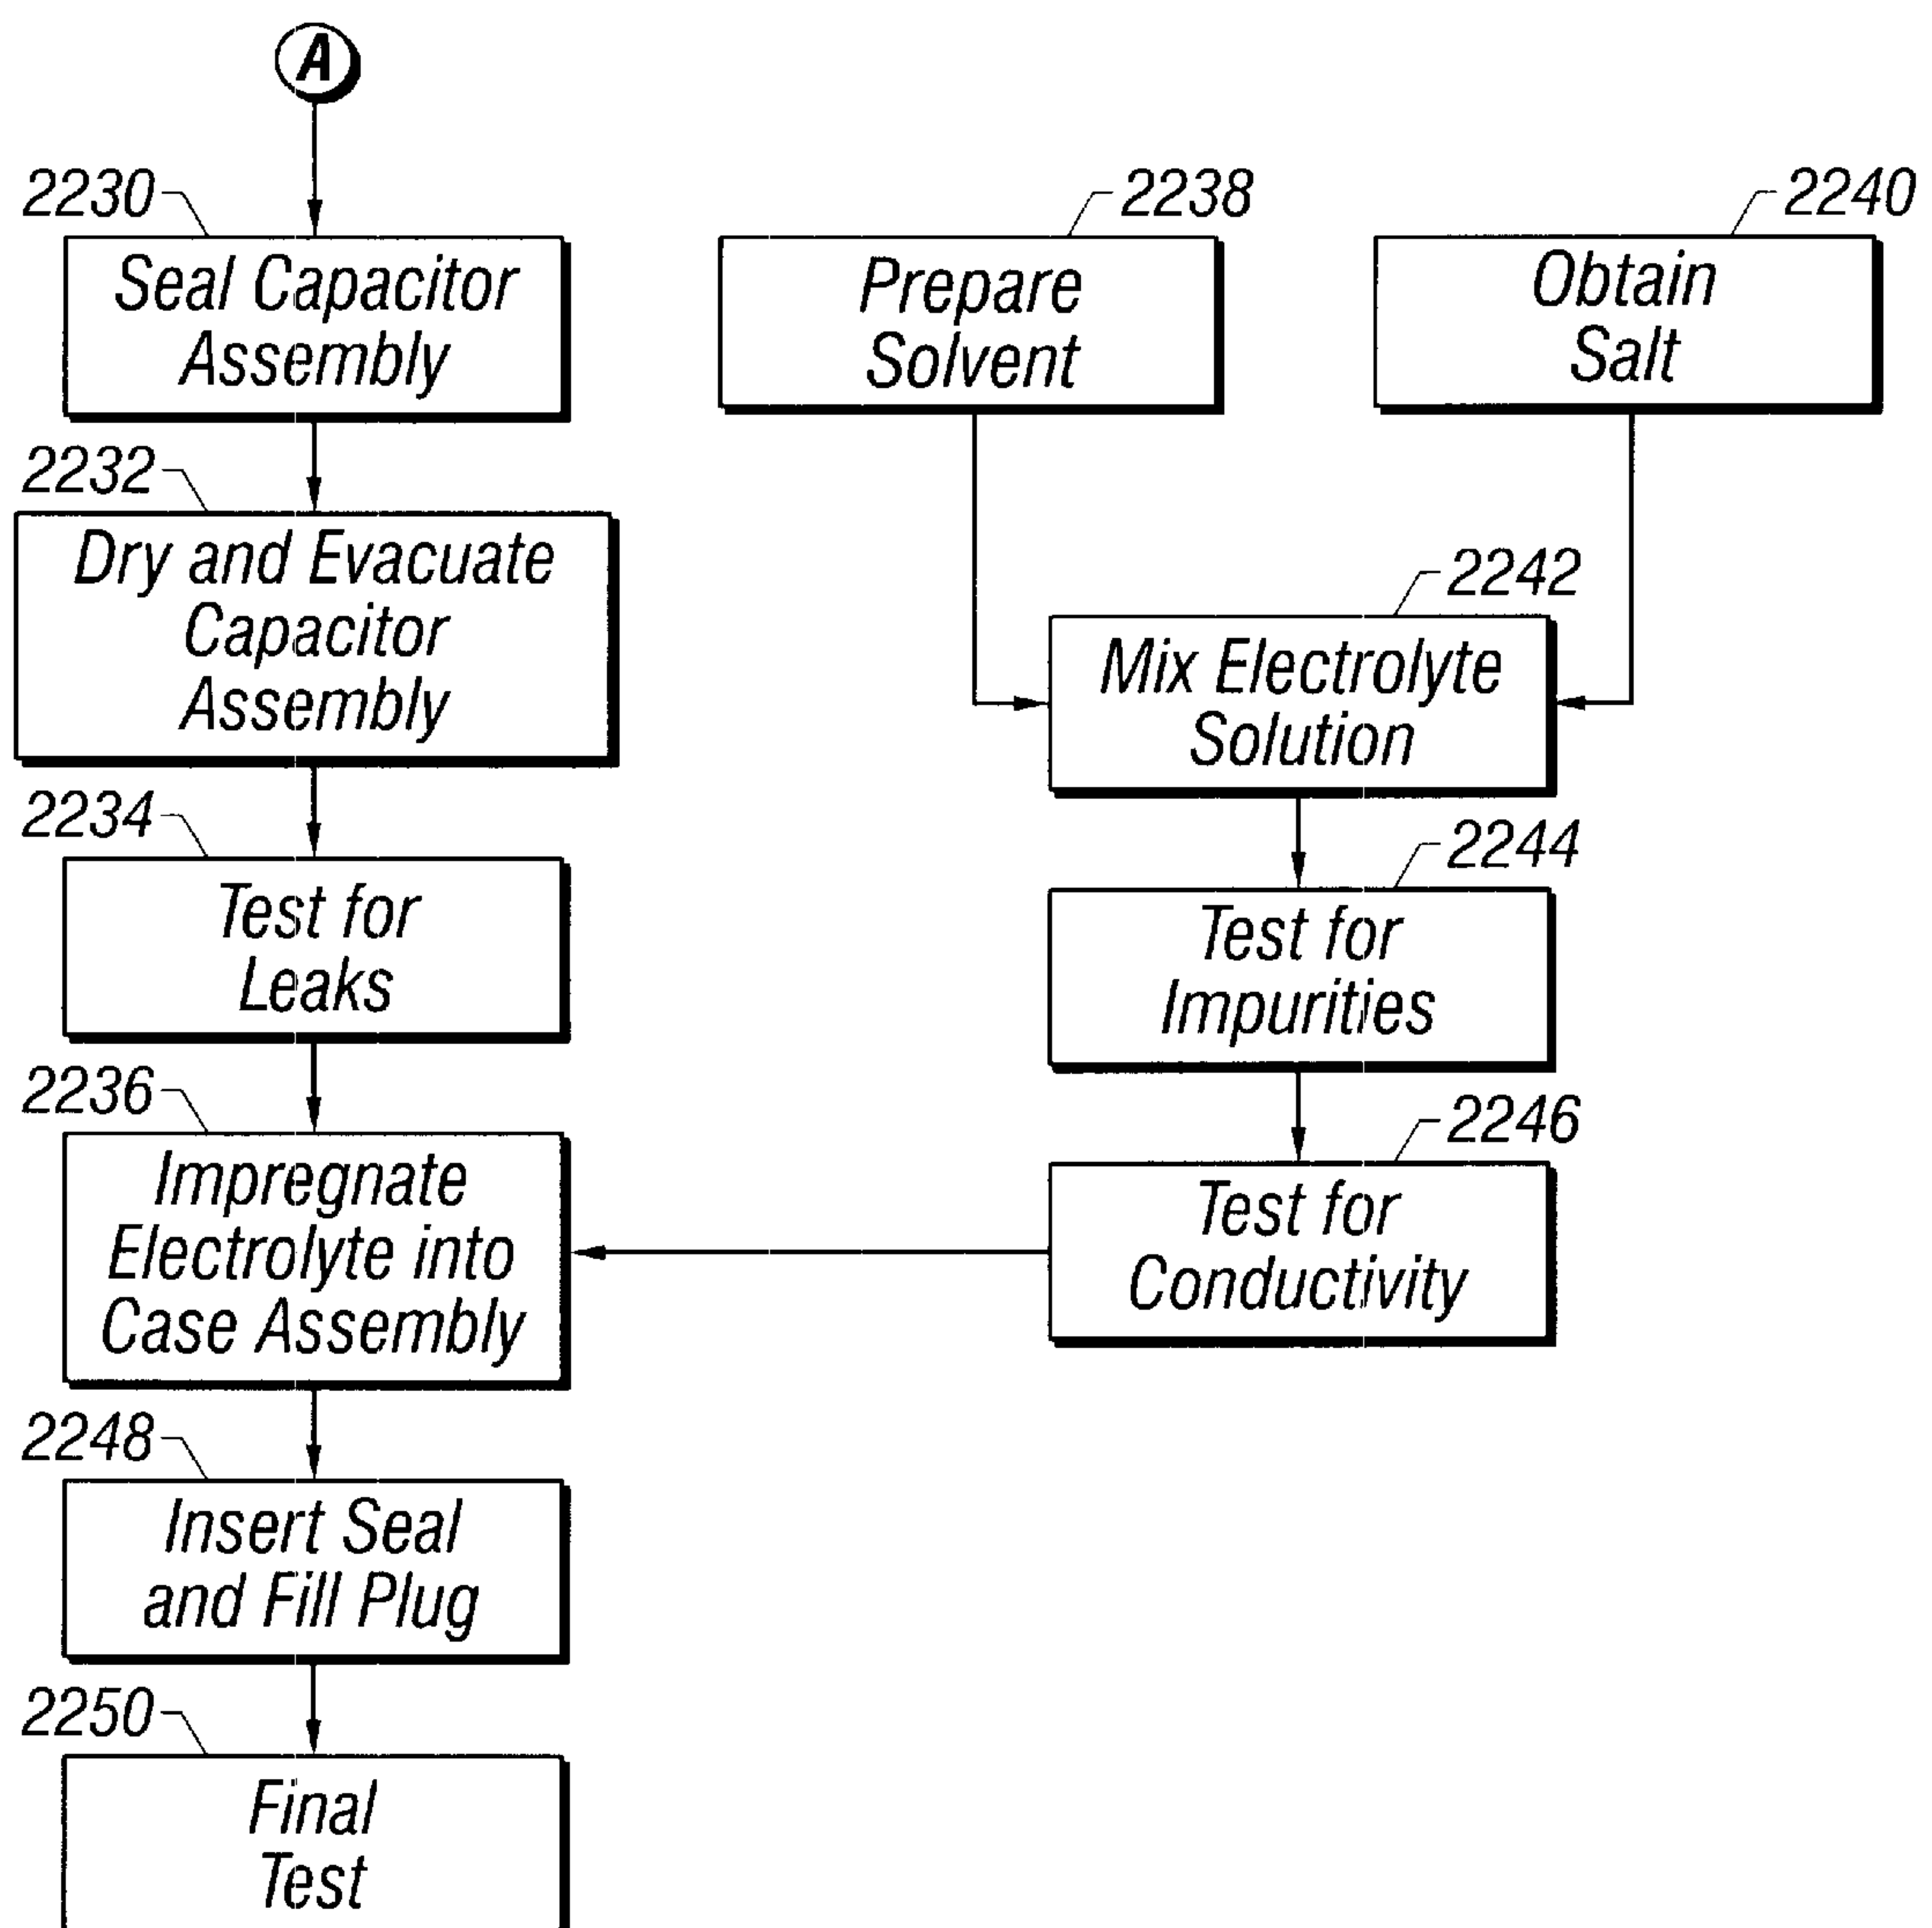 A
2230
Seal Capacitor
Assembly
2232
Dry and Evacuate
Capacitor
Assembly
2234
Test for
Leaks
2236
Impregnate
Electrolyte into
Case Assembly
2248
Insert Seal
and Fill Plug
2250
Final
Test
2238
Prepare
Solvent
2240
Obtain
Salt
2242
Mix Electrolyte
Solution
2244
Test for
Impurities
2246
Test for
Conductivity